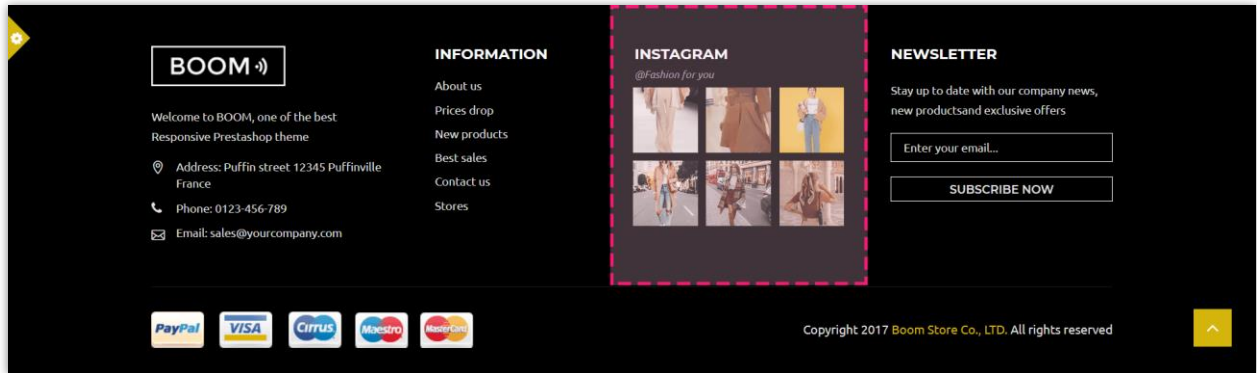 BOOM
Welcome to BOOM, one of the best
Responsive Prestashop theme
Address: Puffin street 12345 Puffinville
France
Phone: 0123-456-789
Email: sales@yourcompany.com
INFORMATION
About us
Prices drop
New products
Best sales
Contact us
Stores
INSTAGRAM
@Fashion for you
NEWSLETTER
Stay up to date with our company news,
new productsand exclusive offers
Enter your email...
SUBSCRIBE NOW
PayPal
VISA
Cirrus
Maestro
MasterCard
Copyright 2017 Boom Store Co., LTD. All rights reserved